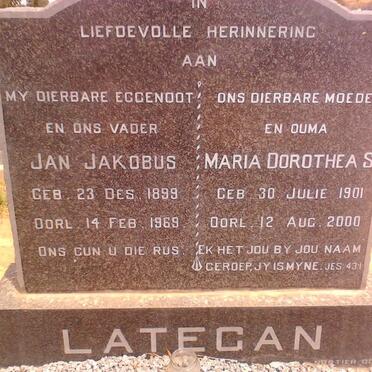 IN
LIEFDEVOLLE HERINNERING
AAN
MY DIERBARE EGGENOOT
EN ONS VADER
JAN JAKOBUS
GEB. 23 DES. 1899
OORL. 14 FEB. 1969
ONS GUN U DIE RUS.
ONS DIERBARE MOEDE
EN OUMA
MARIA DOROTHEA S
GEB. 30 JULIE 1901
OORL. 12 AUG. 2000
EK HET JOU BY JOU NAAM
GEROEP, JY IS MYNE. JES 43:1
LATEGAN